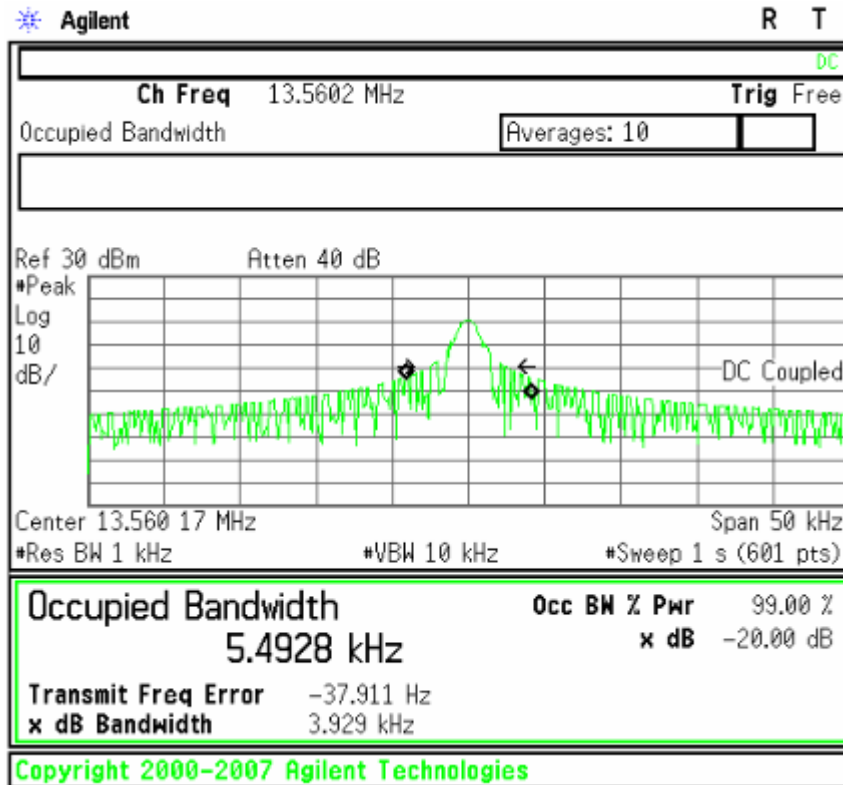 Agilent R T
DC
Ch Freq 13.5602 MHz Trig Free
Occupied Bandwidth Averages: 10
Ref 30 dBm Atten 40 dB
#Peak
Log
10
dB/
DC Coupled
Center 13.560 17 MHz Span 50 kHz
#Res BW 1 kHz #VBW 10 kHz #Sweep 1 s (601 pts)
Occupied Bandwidth Occ BW % Pwr 99.00 %
5.4928 kHz x dB -20.00 dB
Transmit Freq Error -37.911 Hz
x dB Bandwidth 3.929 kHz
Copyright 2000-2007 Agilent Technologies